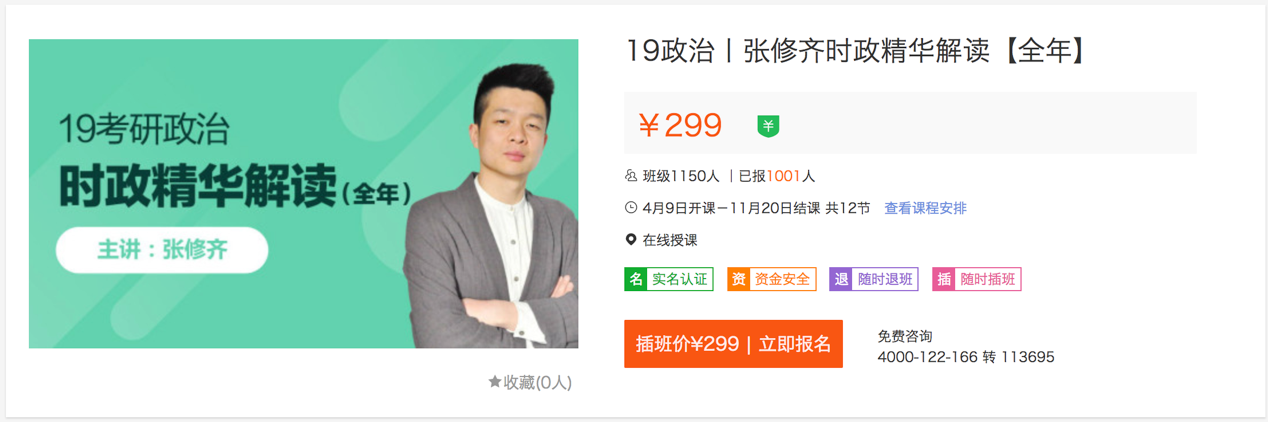 19考研政治
时政精华解读(全年)
主讲：张修齐
收藏(0人)
19政治丨张修齐时政精华解读【全年】
￥299 ¥
班级1150人 丨已报1001人
4月9日开课－11月20日结课 共12节 查看课程安排
在线授课
名 实名认证 资 资金安全 退 随时退班 插 随时插班
插班价¥299 | 立即报名
免费咨询
4000-122-166 转 113695